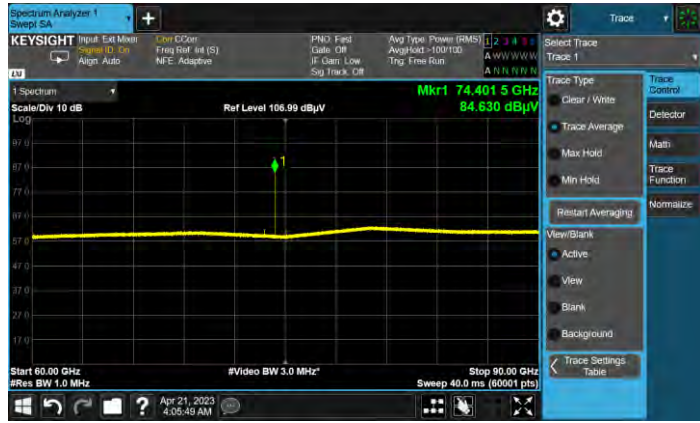 Spectrum Analyzer 1
Swept SA
Trace
KEYSIGHT Input: Ext Mixer
Signal ID: On
Align: Auto
Corr CCorr
Freq Ref: Int (S)
NFE: Adaptive
PNO: Fast
Gate: Off
IF Gain: Low
Sig Track: Off
Avg Type: Power (RMS)
Avg|Hold:>100/100
Trig: Free Run
1 2 3 4 5 6
A W W W W W
A N N N N N
LXI
1 Spectrum
Scale/Div 10 dB
Ref Level 106.99 dBµV
Mkr1 74.401 5 GHz
84.630 dBµV
Log
97.0
87.0
77.0
67.0
57.0
47.0
37.0
27.0
17.0
1
Start 60.00 GHz
#Res BW 1.0 MHz
#Video BW 3.0 MHz*
Stop 90.00 GHz
Sweep 40.0 ms (60001 pts)
Apr 21, 2023
4:05:49 AM
Select Trace
Trace 1
Trace Type
Clear / Write
Trace Average
Max Hold
Min Hold
Restart Averaging
View/Blank
Active
View
Blank
Background
Trace Settings
Table
Trace
Control
Detector
Math
Trace
Function
Normalize